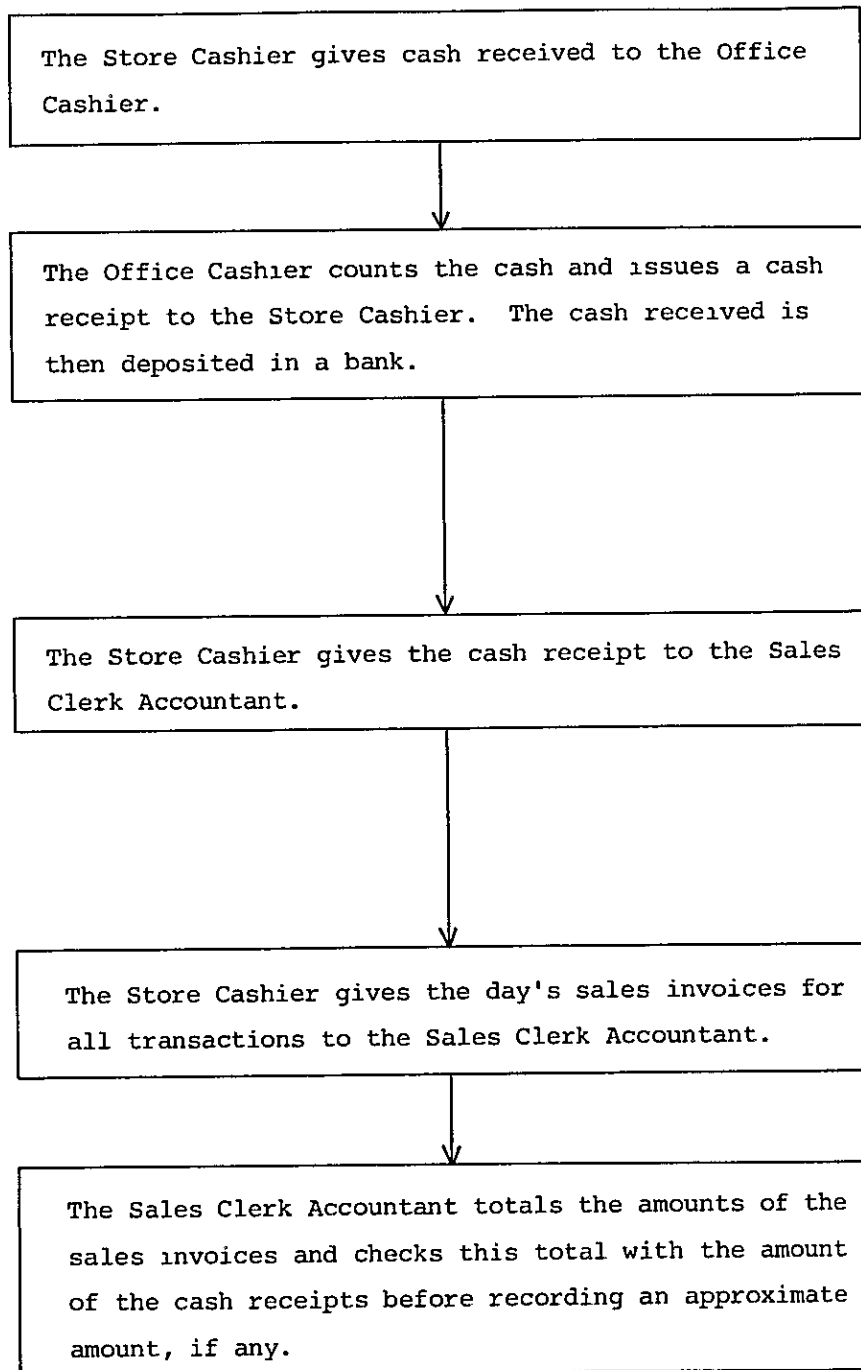 The Store Cashier gives cash received to the Office
Cashier.
The Office Cashier counts the cash and issues a cash
receipt to the Store Cashier. The cash received is
then deposited in a bank.
The Store Cashier gives the cash receipt to the Sales
Clerk Accountant.
The Store Cashier gives the day's sales invoices for
all transactions to the Sales Clerk Accountant.
The Sales Clerk Accountant totals the amounts of the
sales invoices and checks this total with the amount
of the cash receipts before recording an approximate
amount, if any.